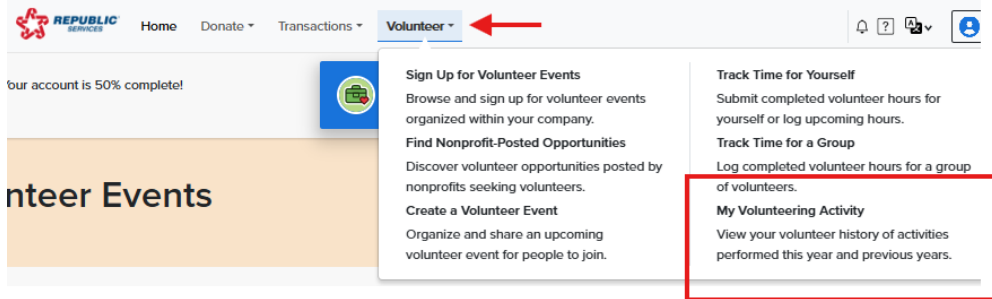 REPUBLIC
SERVICES
Home Donate Transactions Volunteer
?
our account is 50% complete!
nteer Events
Sign Up for Volunteer Events
Browse and sign up for volunteer events
organized within your company.
Find Nonprofit-Posted Opportunities
Discover volunteer opportunities posted by
nonprofits seeking volunteers.
Create a Volunteer Event
Organize and share an upcoming
volunteer event for people to join.
Track Time for Yourself
Submit completed volunteer hours for
yourself or log upcoming hours.
Track Time for a Group
Log completed volunteer hours for a group
of volunteers.
My Volunteering Activity
View your volunteer history of activities
performed this year and previous years.